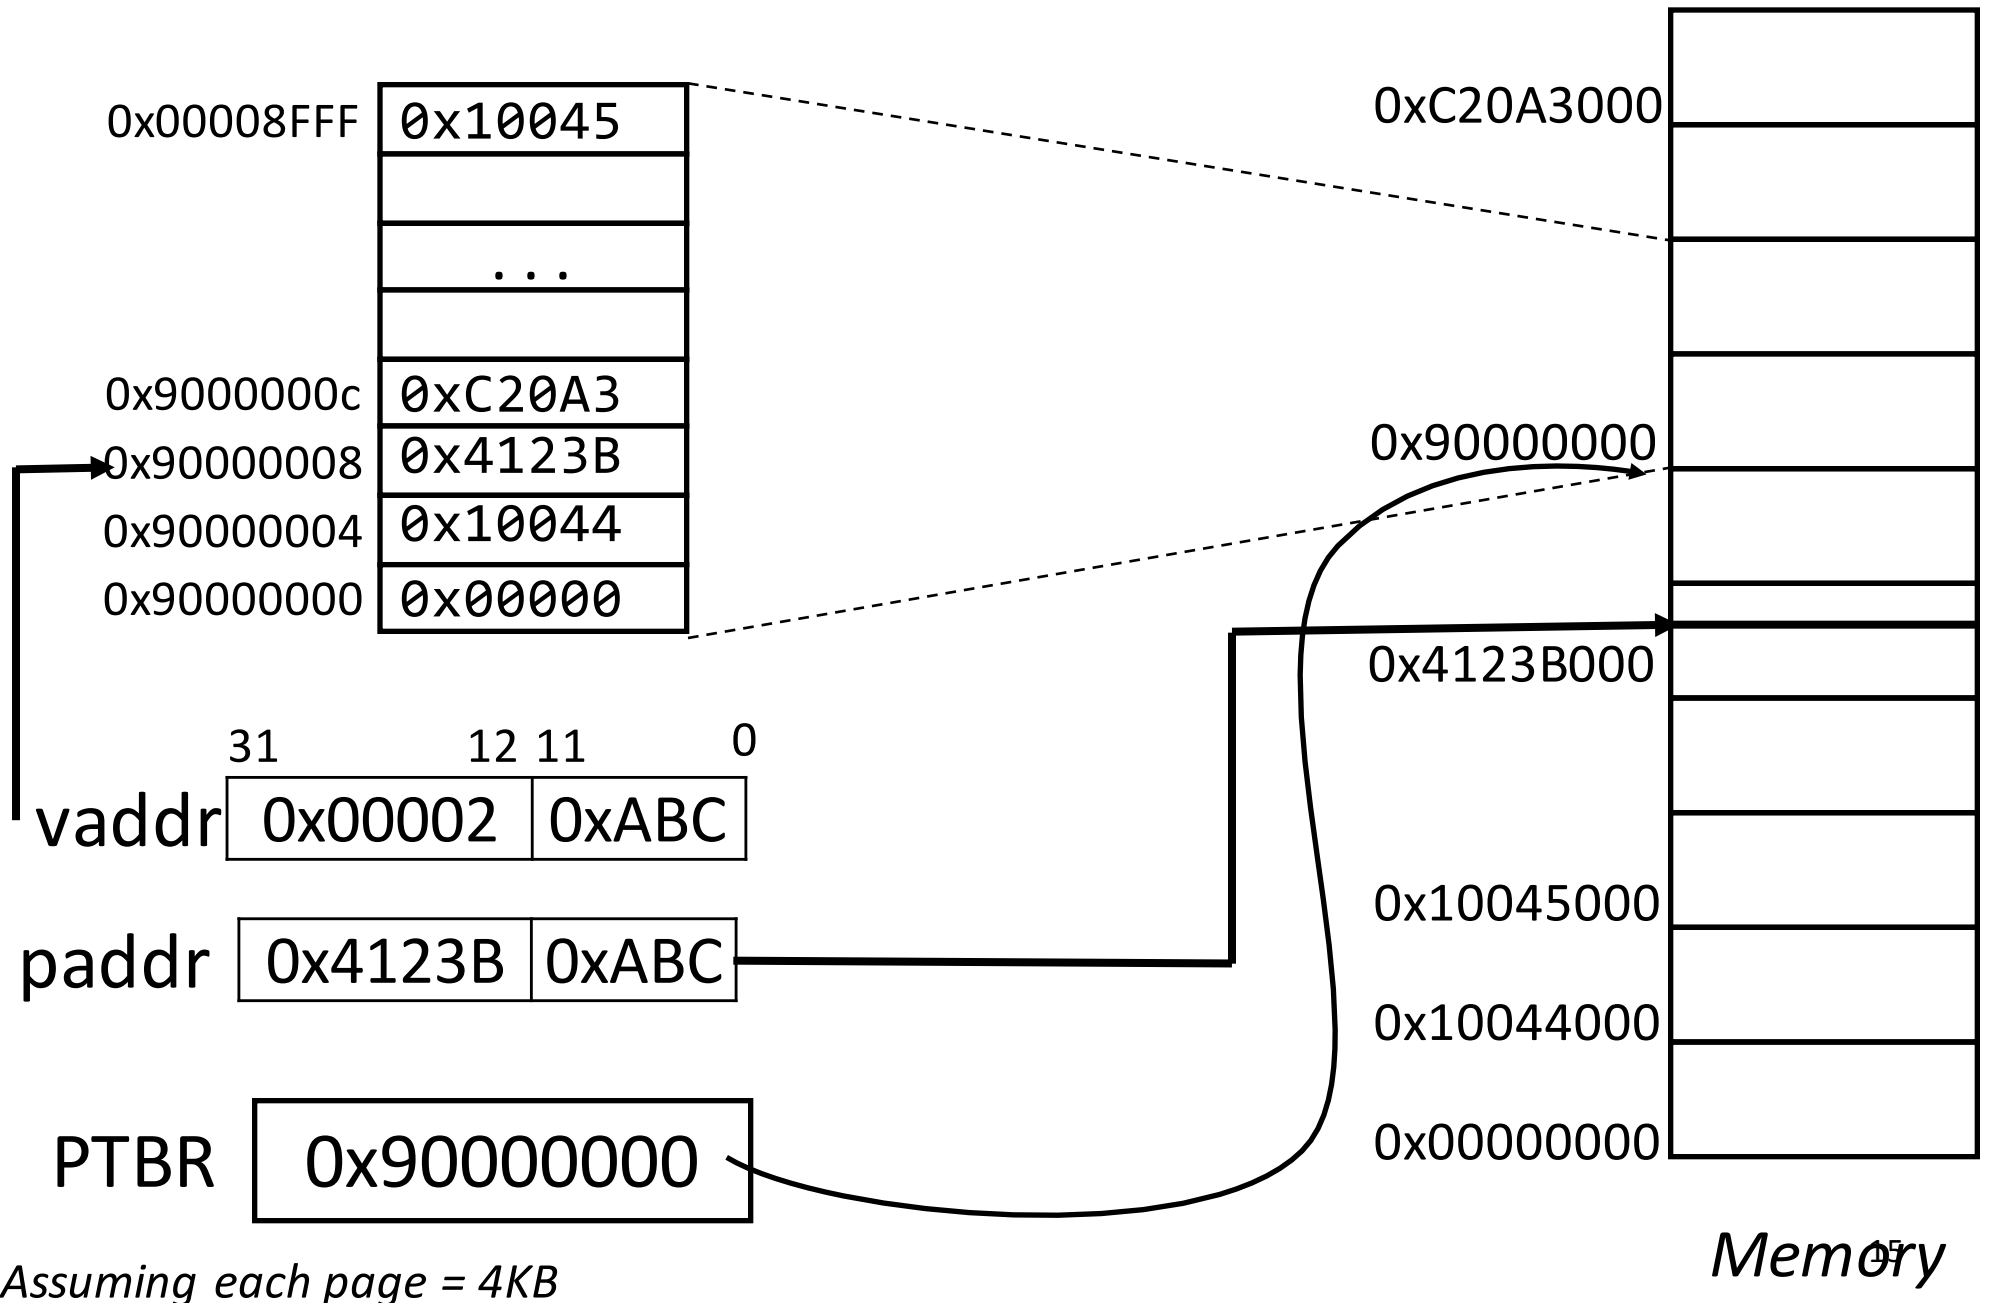 0xC20A3000
0x00008FFF 0x10045
...
0x9000000c 0xC20A3
0x90000008 0x4123B
0x90000004 0x10044
0x90000000 0x00000
0x90000000
0x4123B000
31 12 11 0
vaddr 0x00002 0xABC
0x10045000
paddr 0x4123B 0xABC
0x10044000
PTBR 0x90000000
0x00000000
Memory
15
Assuming each page = 4KB